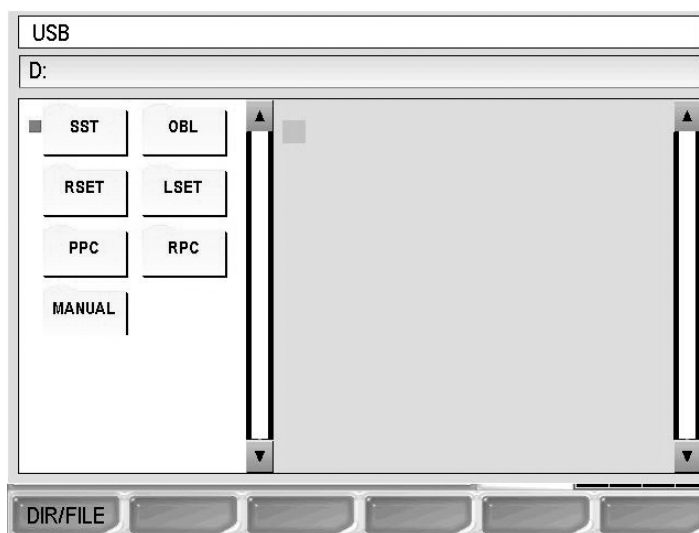 USB
D:
SST OBL
RSET LSET
PPC RPC
MANUAL
DIR/FILE